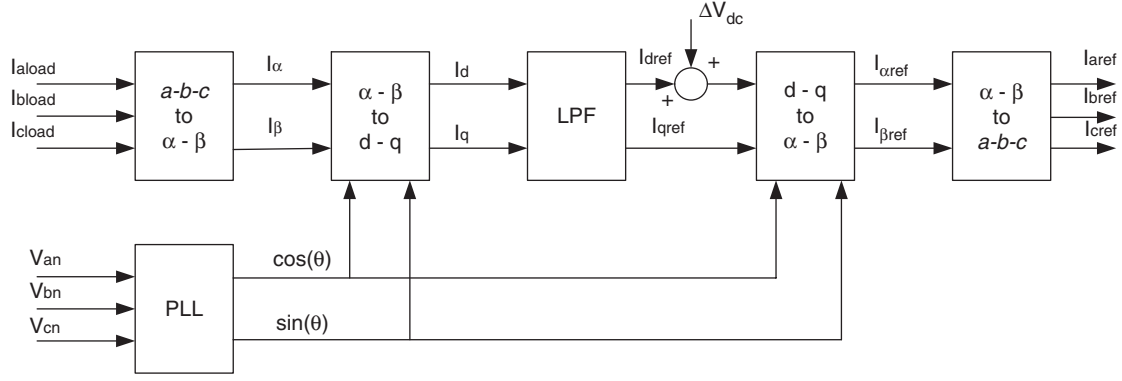 ΔVdc
Iaload
Ibload
Icload
a-b-c
to
α - β
Iα
Iβ
α - β
to
d - q
Id
Iq
LPF
Idref
+
+
Iqref
d - q
to
α - β
Iαref
Iβref
α - β
to
a-b-c
Iaref
Ibref
Icref
Van
Vbn
Vcn
PLL
cos(θ)
sin(θ)